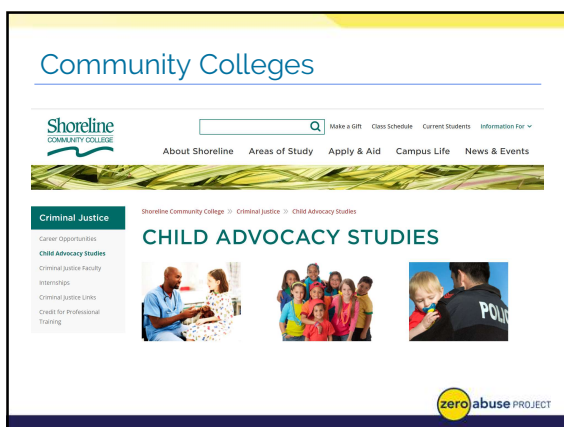 Community Colleges
Shoreline
COMMUNITY COLLEGE
Make a Gift Class Schedule Current Students Information For
About Shoreline Areas of Study Apply & Aid Campus Life News & Events
Criminal Justice
Career Opportunities
Child Advocacy Studies
Criminal Justice Faculty
Internships
Criminal Justice Links
Credit for Professional
Training
Shoreline Community College >> Criminal Justice >> Child Advocacy Studies
CHILD ADVOCACY STUDIES
POLI
zero abuse PROJECT